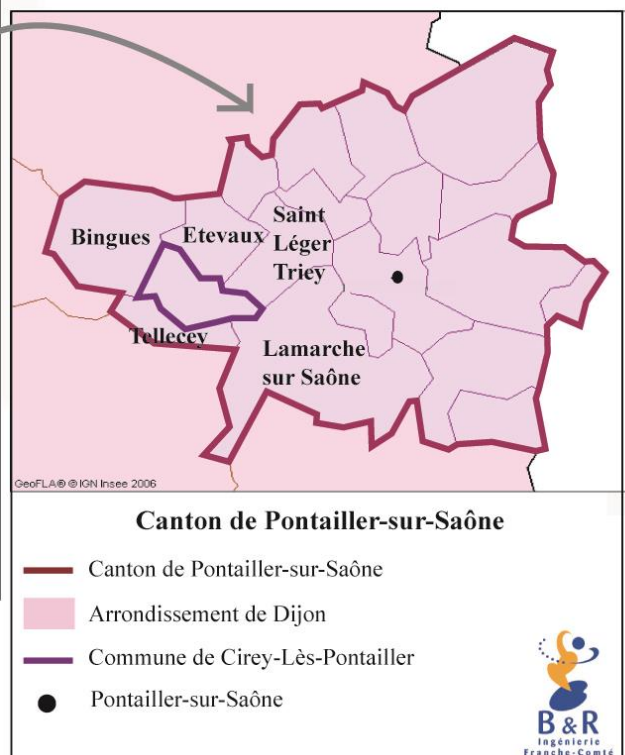 Bingues
Etevaux
Saint
Léger
Triey
Tellecey
Lamarche
sur Saône
GeoFLA® © IGN Insee 2006
Canton de Pontailler-sur-Saône
Canton de Pontailler-sur-Saône
Arrondissement de Dijon
Commune de Cirey-Lès-Pontailler
Pontailler-sur-Saône
B & R
Ingénierie
Franche-Comté